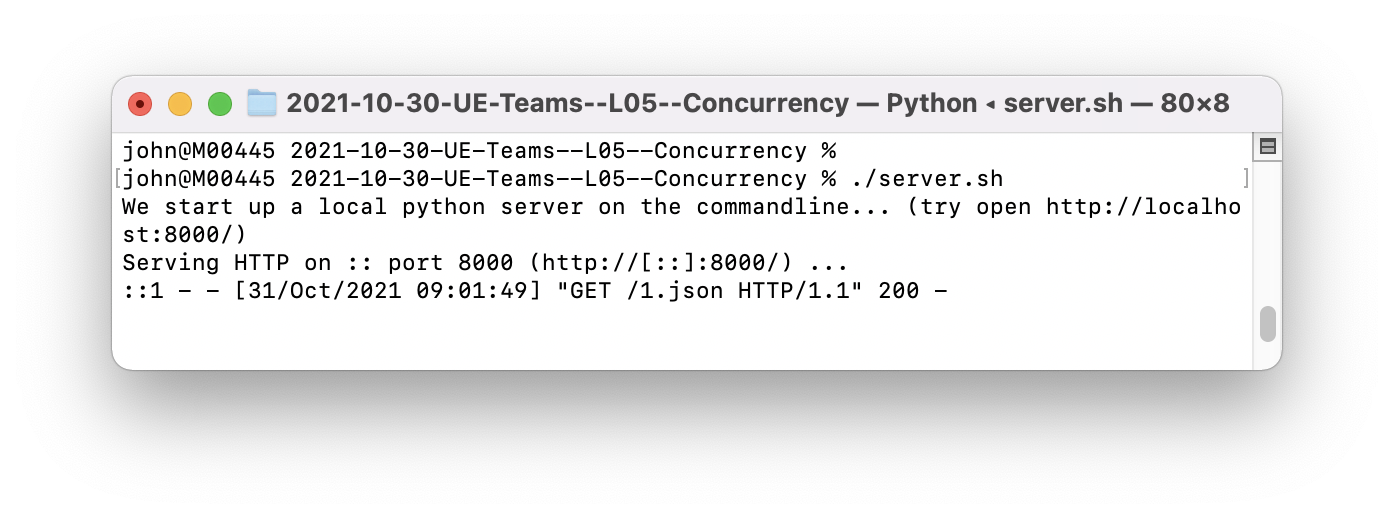 2021-10-30-UE-Teams--L05--Concurrency — Python ◂ server.sh — 80×8
john@M00445 2021-10-30-UE-Teams--L05--Concurrency %
[john@M00445 2021-10-30-UE-Teams--L05--Concurrency % ./server.sh ]
We start up a local python server on the commandline... (try open http://localho
st:8000/)
Serving HTTP on :: port 8000 (http://[::]:8000/) ...
::1 - - [31/Oct/2021 09:01:49] "GET /1.json HTTP/1.1" 200 -